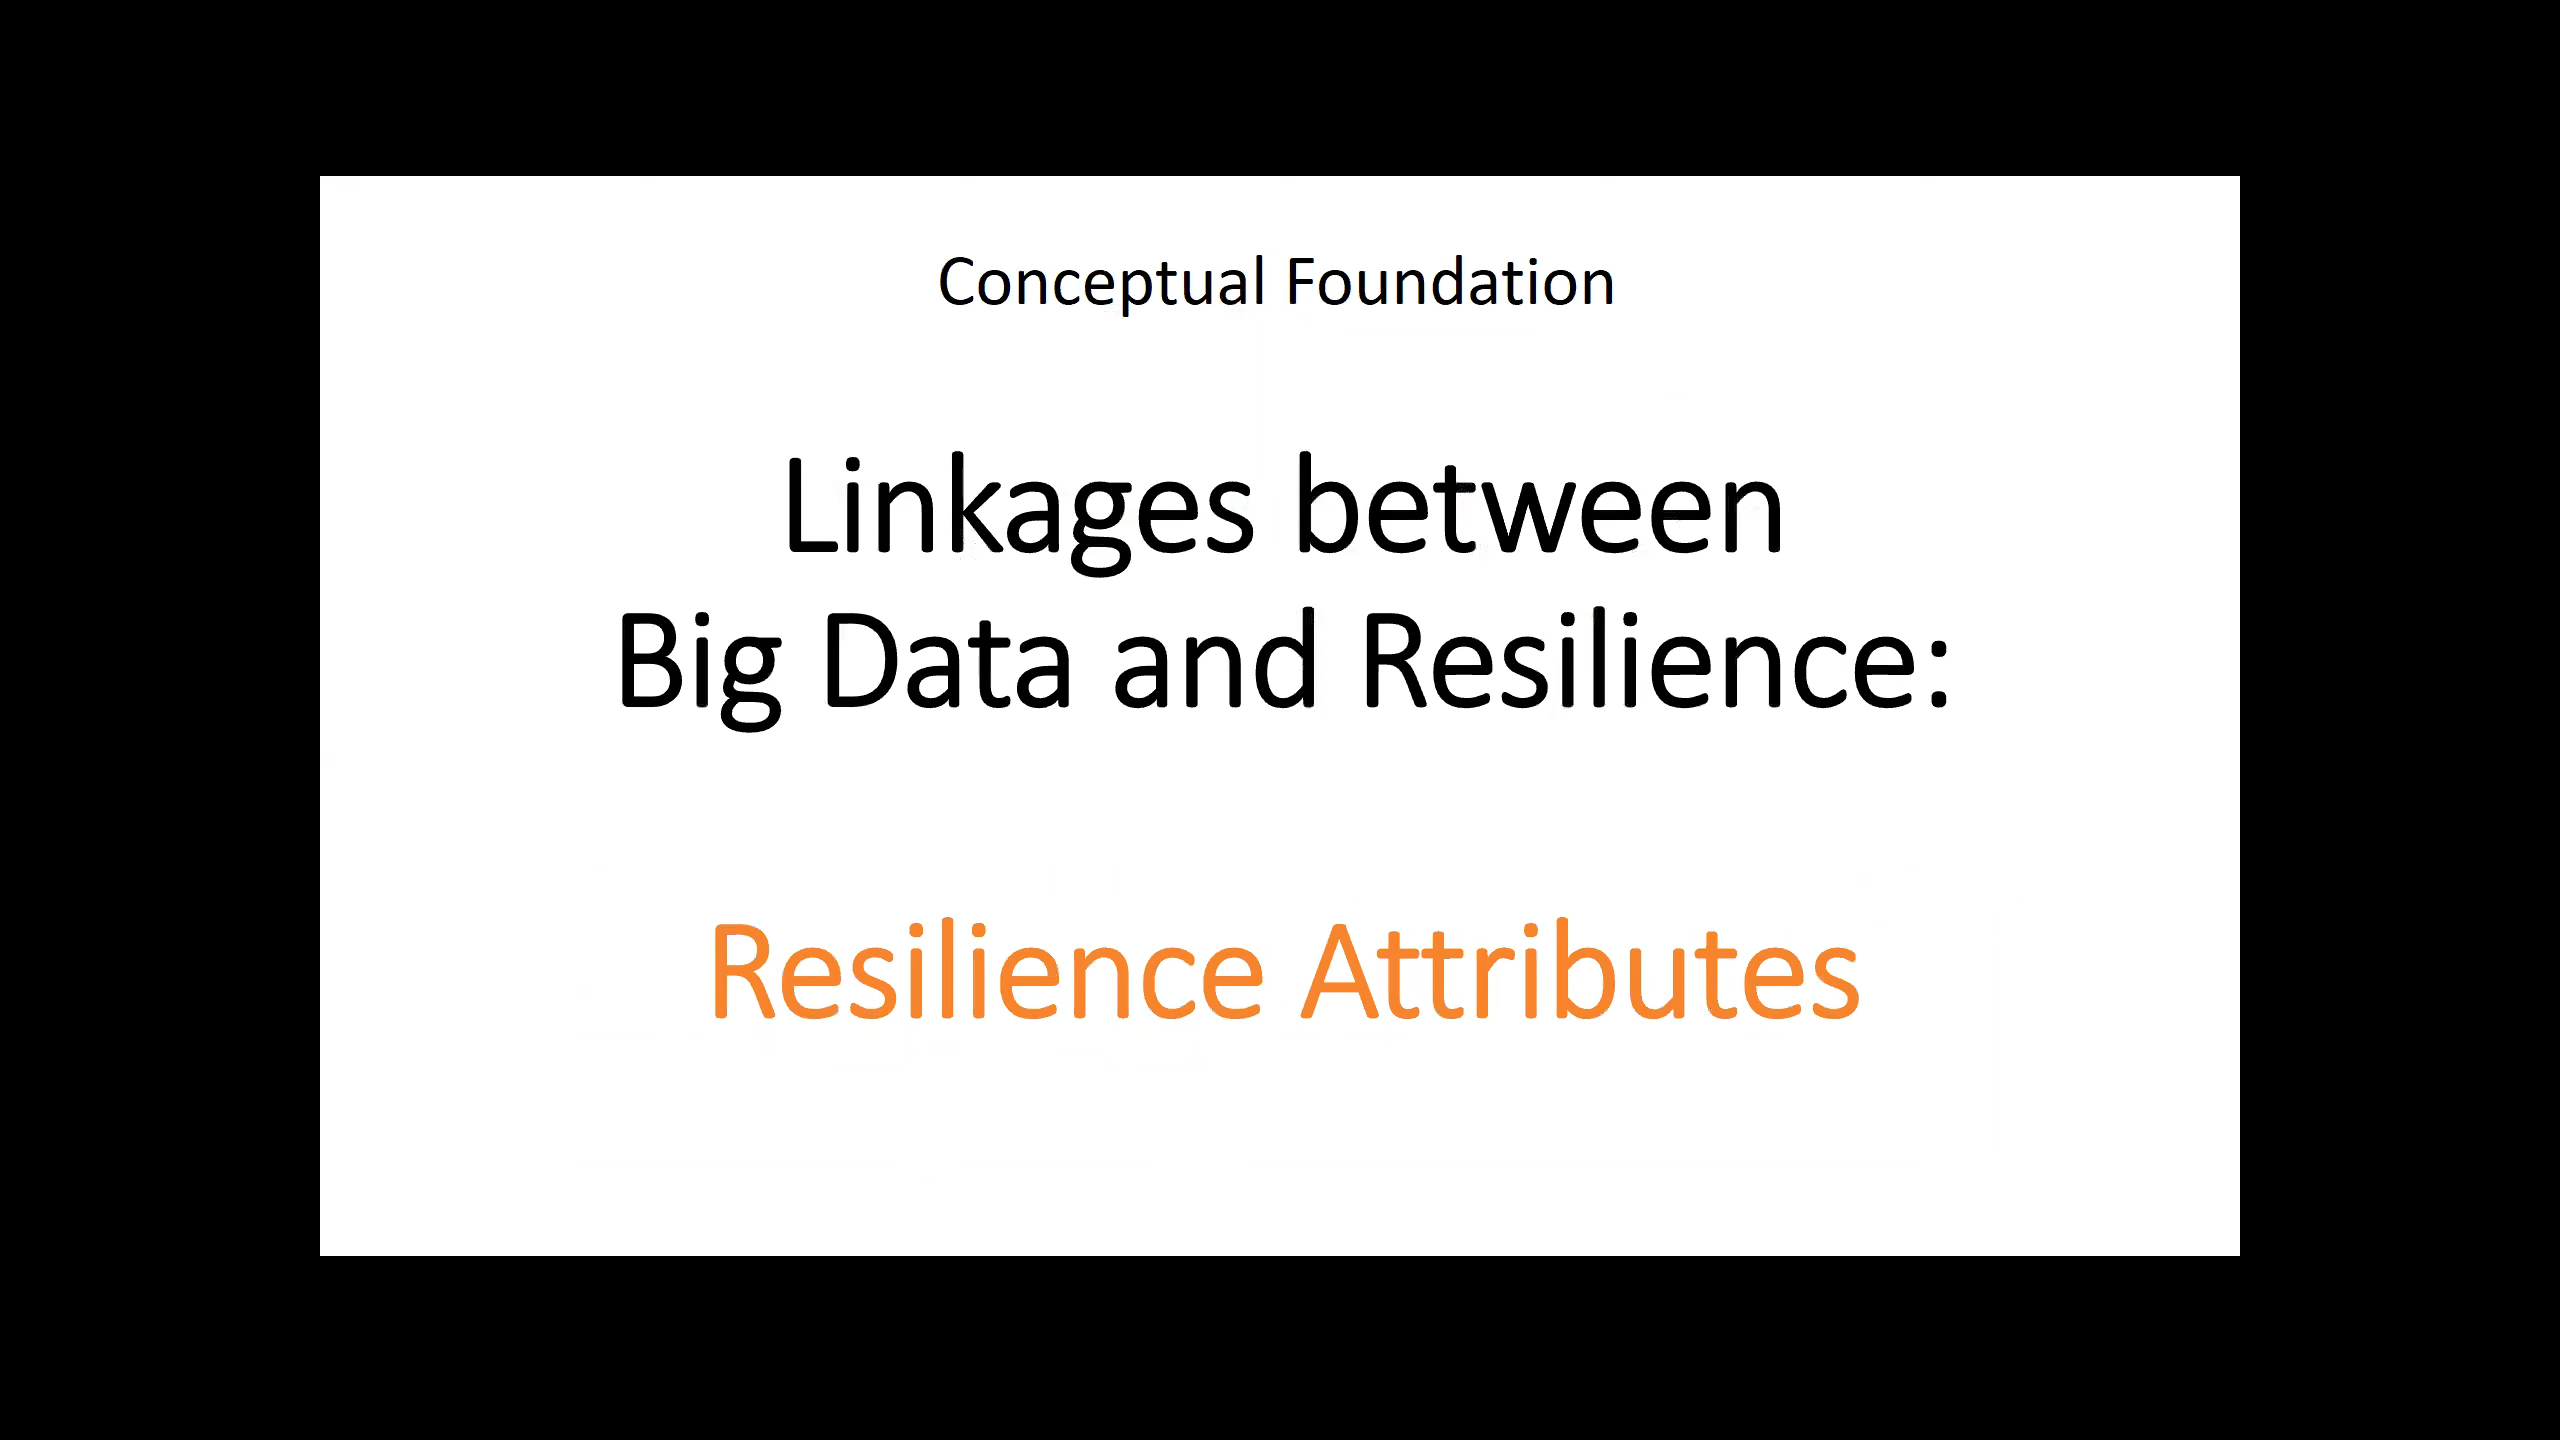 Conceptual Foundation
Linkages between
Big Data and Resilience:
Resilience Attributes